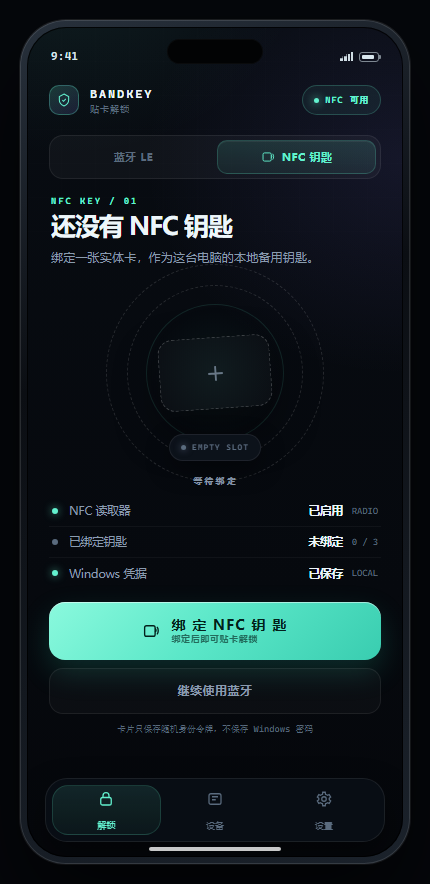 9:41
BANDKEY
贴卡解锁
NFC 可用
蓝牙 LE
NFC 钥匙
NFC KEY / 01
还没有 NFC 钥匙
绑定一张实体卡，作为这台电脑的本地备用钥匙。
EMPTY SLOT
等待绑定
NFC 读取器 已启用 RADIO
已绑定钥匙 未绑定 0 / 3
Windows 凭据 已保存 LOCAL
绑定 NFC 钥匙
绑定后即可贴卡解锁
继续使用蓝牙
卡片只保存随机身份令牌，不保存 Windows 密码
解锁
设备
设置